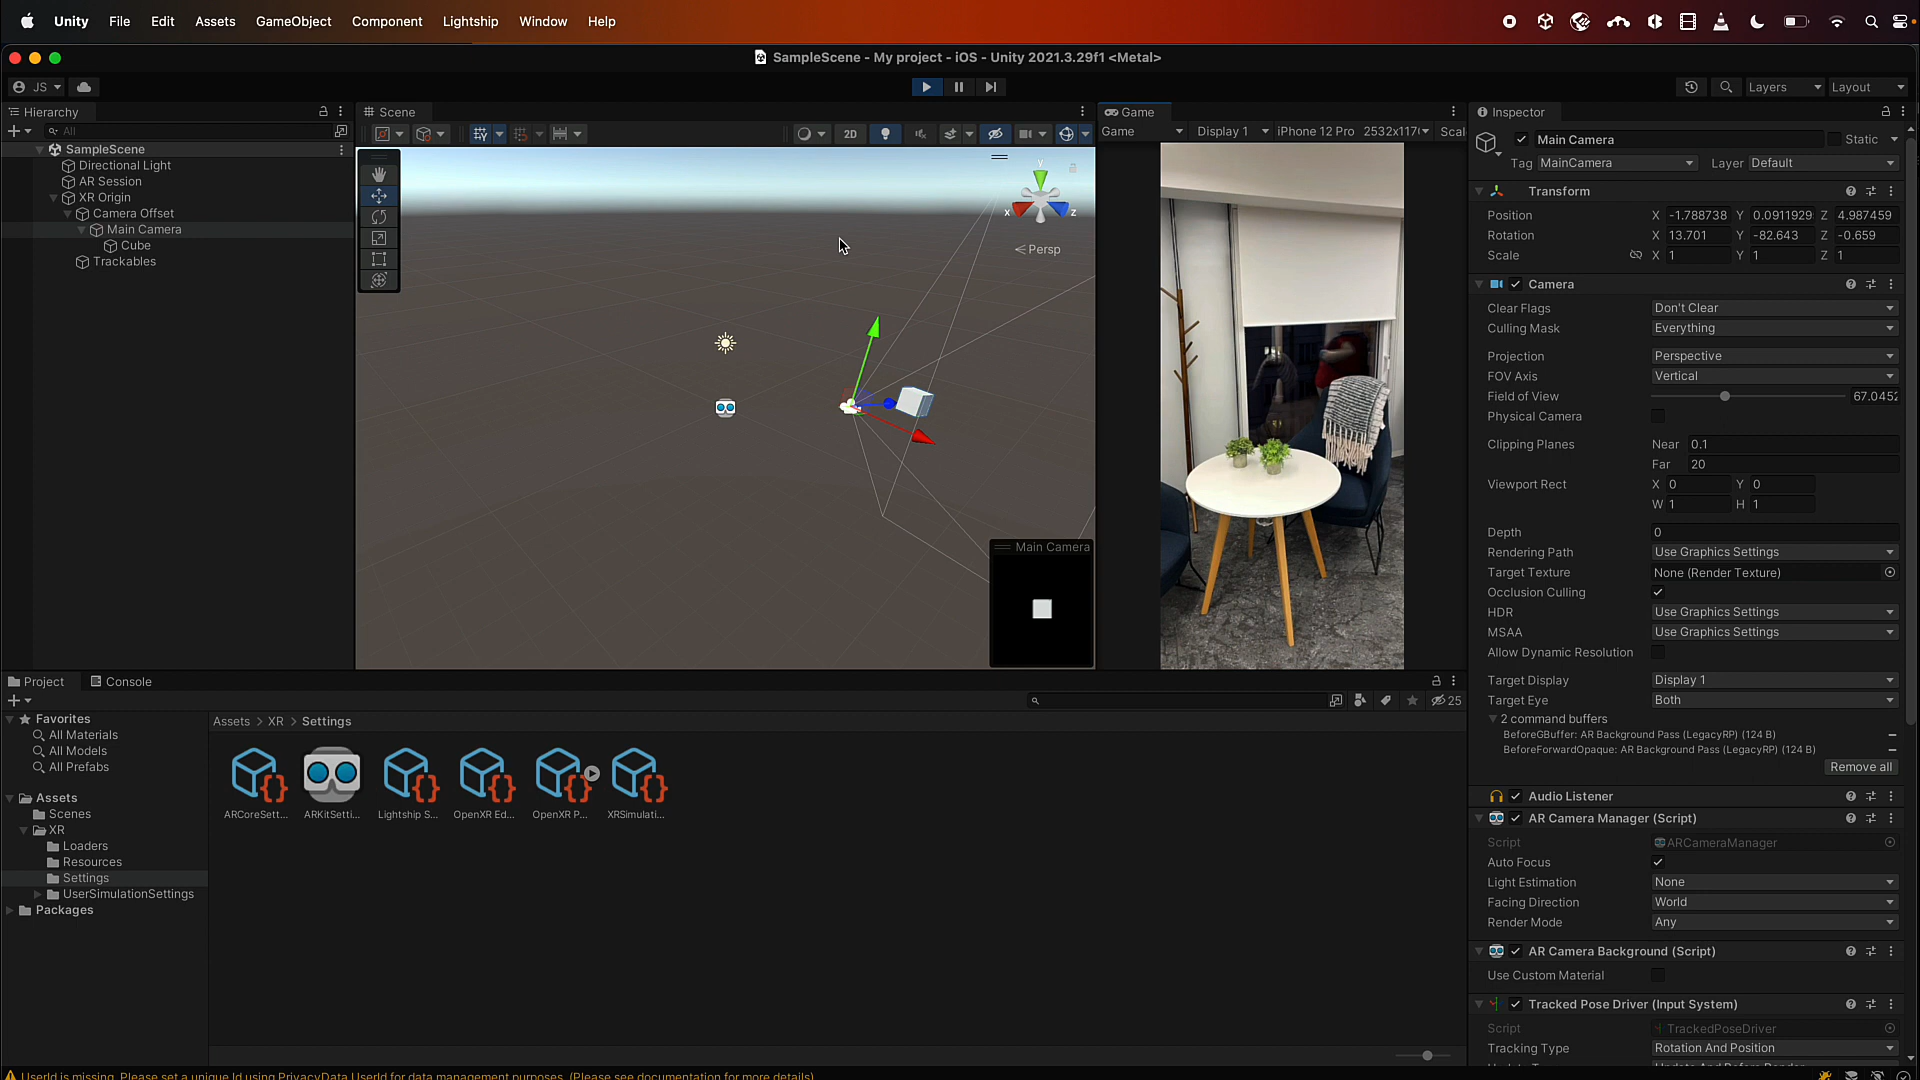 Unity File Edit Assets GameObject Component Lightship Window Help
SampleScene - My project - iOS - Unity 2021.3.29f1 <Metal>
JS
Layers Layout
Hierarchy
All
SampleScene
Directional Light
AR Session
XR Origin
Camera Offset
Main Camera
Cube
Trackables
Scene
2D
y
x
z
Persp
Main Camera
Game
Game Display 1 iPhone 12 Pro 2532x117( Scal
Inspector
Main Camera Static
Tag MainCamera Layer Default
Transform
Position X -1.788738 Y 0.0911929 Z 4.987459
Rotation X 13.701 Y -82.643 Z -0.659
Scale X 1 Y 1 Z 1
Camera
Clear Flags Don't Clear
Culling Mask Everything
Projection Perspective
FOV Axis Vertical
Field of View 67.0452
Physical Camera
Clipping Planes Near 0.1
Far 20
Viewport Rect X 0 Y 0
W 1 H 1
Depth 0
Rendering Path Use Graphics Settings
Target Texture None (Render Texture)
Occlusion Culling
HDR Use Graphics Settings
MSAA Use Graphics Settings
Allow Dynamic Resolution
Target Display Display 1
Target Eye Both
2 command buffers
BeforeGBuffer: AR Background Pass (LegacyRP) (124 B)
BeforeForwardOpaque: AR Background Pass (LegacyRP) (124 B)
Remove all
Audio Listener
AR Camera Manager (Script)
Script ARCameraManager
Auto Focus
Light Estimation None
Facing Direction World
Render Mode Any
AR Camera Background (Script)
Use Custom Material
Tracked Pose Driver (Input System)
Script TrackedPoseDriver
Tracking Type Rotation And Position
Project Console
25
Favorites
All Materials
All Models
All Prefabs
Assets
Scenes
XR
Loaders
Resources
Settings
UserSimulationSettings
Packages
Assets > XR > Settings
ARCoreSett... ARKitSetti... Lightship S... OpenXR Ed... OpenXR P... XRSimulati...
UserId is missing. Please set a unique Id using PrivacyData.UserId for data management purposes. (Please see documentation for more details)